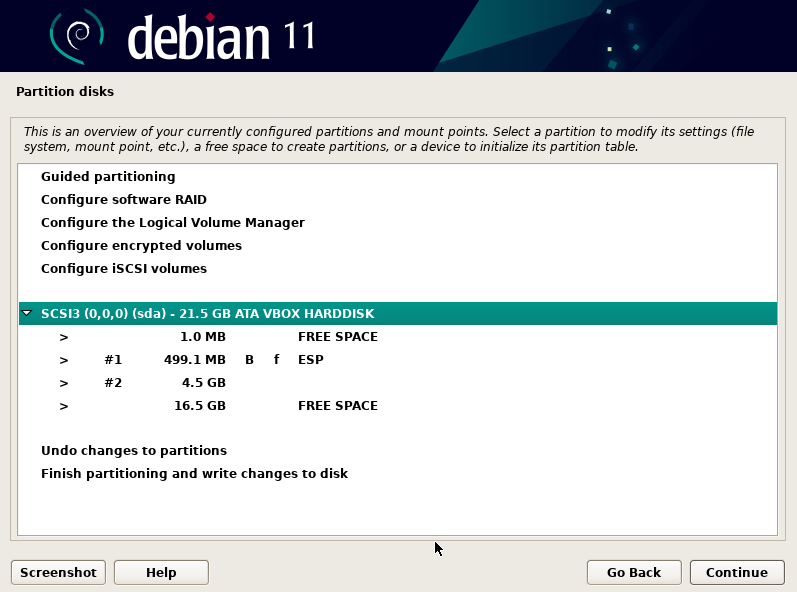 debian 11
Partition disks
This is an overview of your currently configured partitions and mount points. Select a partition to modify its settings (file
system, mount point, etc.), a free space to create partitions, or a device to initialize its partition table.
Guided partitioning
Configure software RAID
Configure the Logical Volume Manager
Configure encrypted volumes
Configure iSCSI volumes
SCSI3 (0,0,0) (sda) - 21.5 GB ATA VBOX HARDDISK
> 1.0 MB FREE SPACE
> #1 499.1 MB B f ESP
> #2 4.5 GB
> 16.5 GB FREE SPACE
Undo changes to partitions
Finish partitioning and write changes to disk
Screenshot Help Go Back Continue